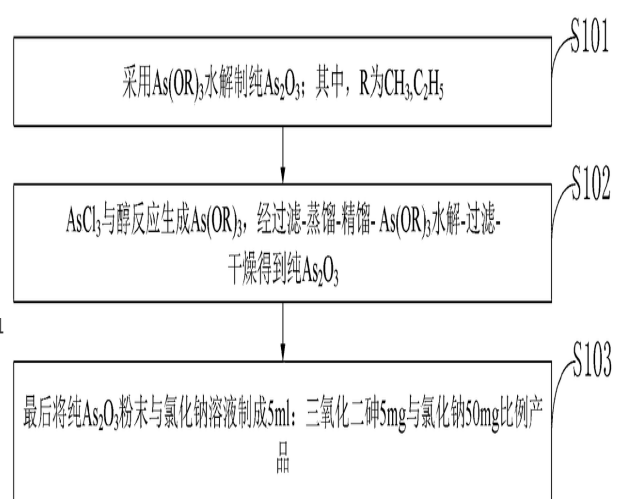 S101
采用As(OR)₃水解制纯As₂O₃；其中，R为CH₃,C₂H₅
S102
AsCl₃与醇反应生成As(OR)₃，经过滤-蒸馏-精馏- As(OR)₃水解-过滤-
干燥得到纯As₂O₃
1
S103
最后将纯As₂O₃粉末与氯化钠溶液制成5ml：三氧化二砷5mg与氯化钠50mg比例产
品